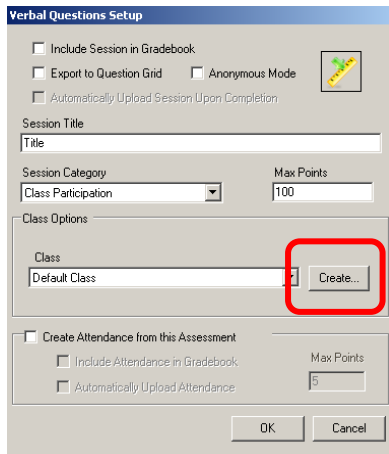 Verbal Questions Setup
Include Session in Gradebook
Export to Question Grid Anonymous Mode
Automatically Upload Session Upon Completion
Session Title
Title
Session Category Max Points
Class Participation 100
Class Options
Class
Default Class Create...
Create Attendance from this Assessment
Include Attendance in Gradebook Max Points
Automatically Upload Attendance 5
OK Cancel